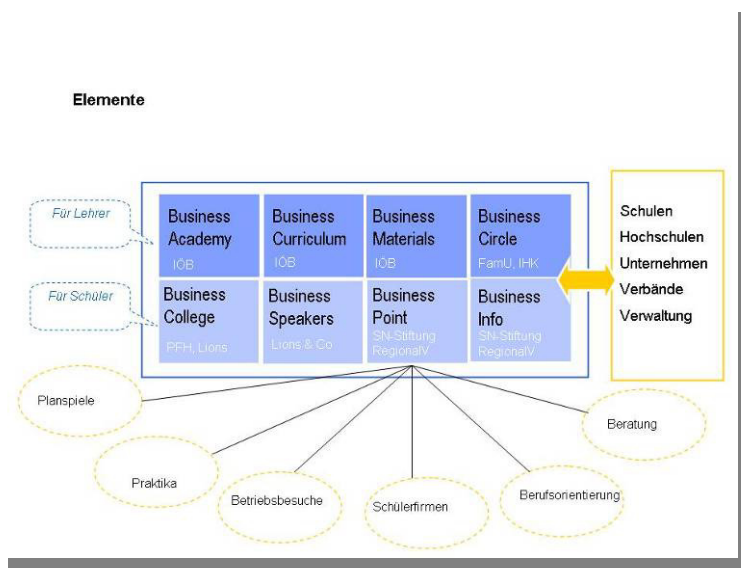 Elemente
Für Lehrer
Business
Academy
IÖB
Business
Curriculum
IÖB
Business
Materials
IÖB
Business
Circle
FamU, IHK
Für Schüler
Business
College
PFH, Lions
Business
Speakers
Lions & Co
Business
Point
SN-Stiftung
RegionalV
Business
Info
SN-Stiftung
RegionalV
Schulen
Hochschulen
Unternehmen
Verbände
Verwaltung
Planspiele
Praktika
Betriebsbesuche
Schülerfirmen
Berufsorientierung
Beratung